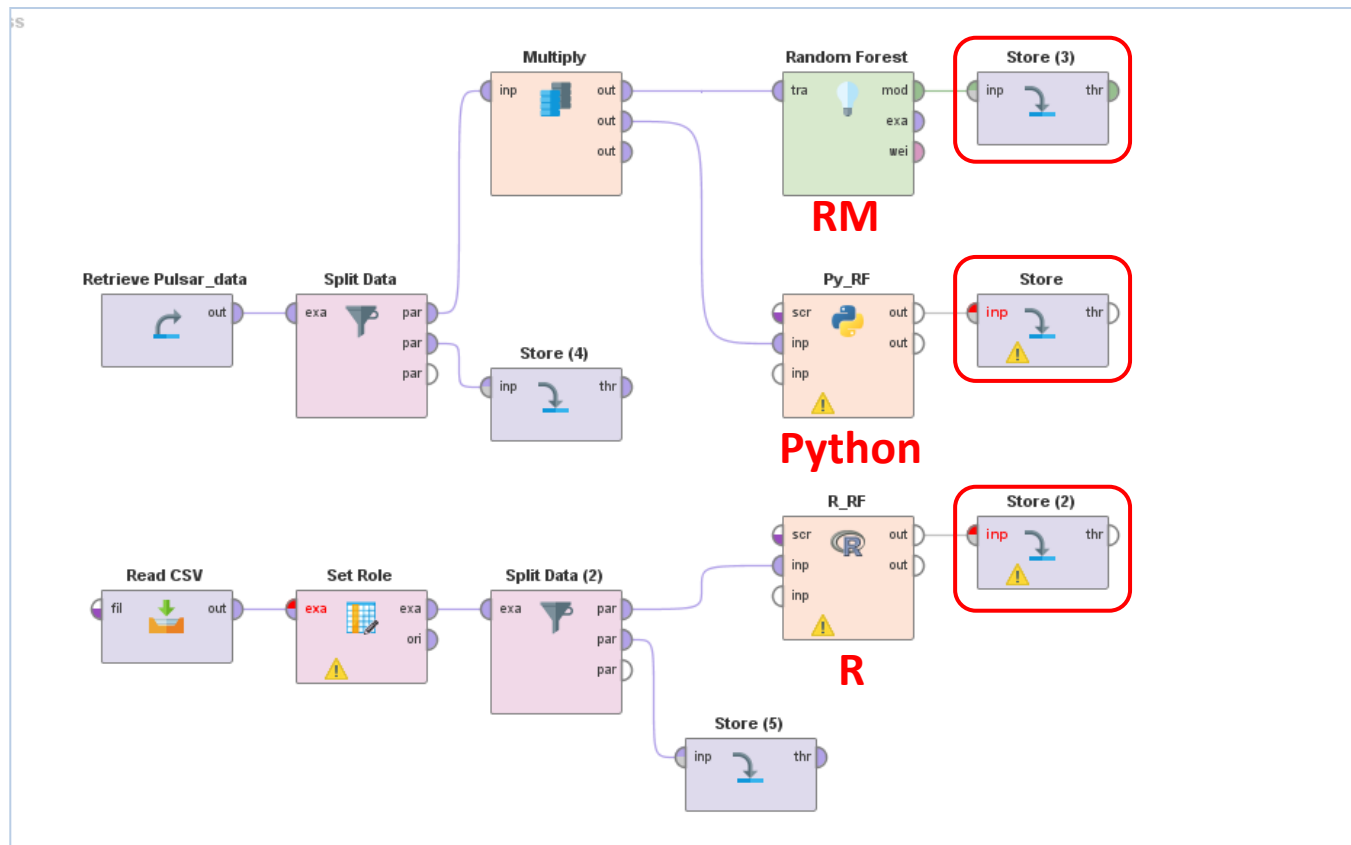 ss
Multiply
inp out
out
out
Random Forest
tra mod
exa
wei
RM
Store (3)
inp thr
Retrieve Pulsar_data
out
Split Data
exa par
par
par
Store (4)
inp thr
Py_RF
scr out
inp out
inp
Python
Store
inp thr
Read CSV
fil out
Set Role
exa exa
ori
Split Data (2)
exa par
par
par
R_RF
scr out
inp out
inp
R
Store (2)
inp thr
Store (5)
inp thr